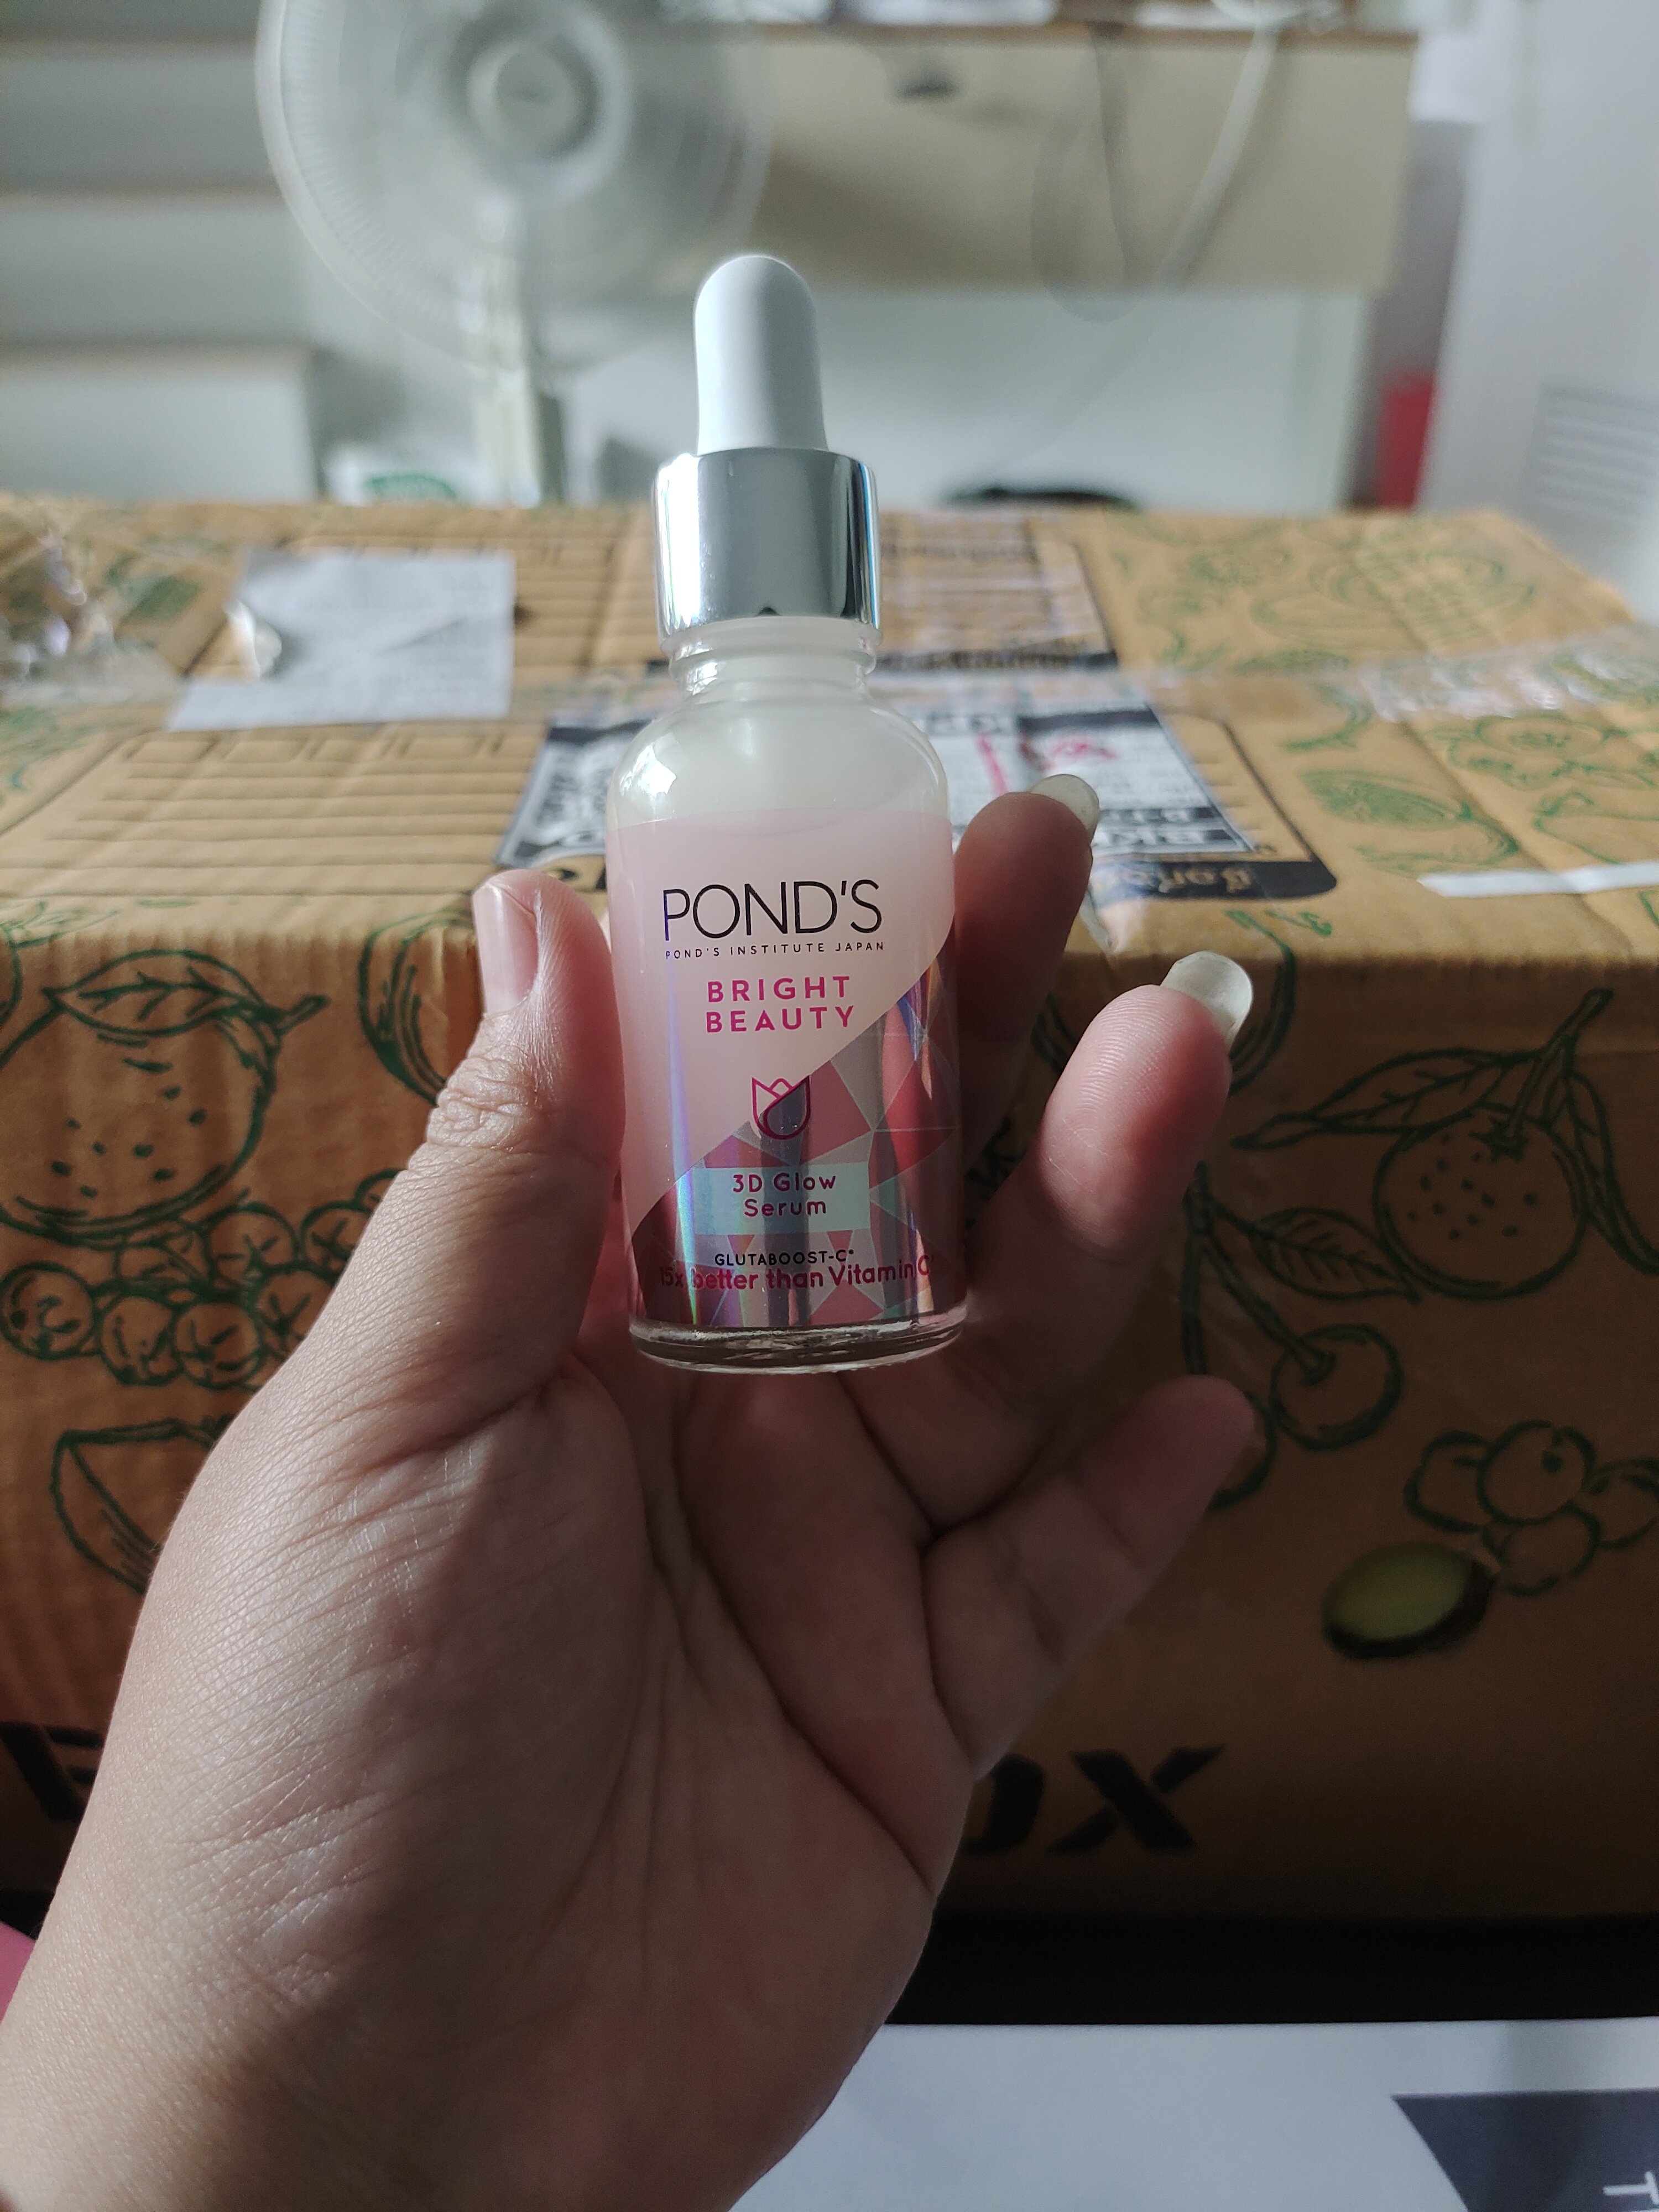 POND'S
POND'S INSTITUTE JAPAN
BRIGHT
BEAUTY
3D Glow
Serum
GLUTABOOST-C*
15x better than Vitamin C*